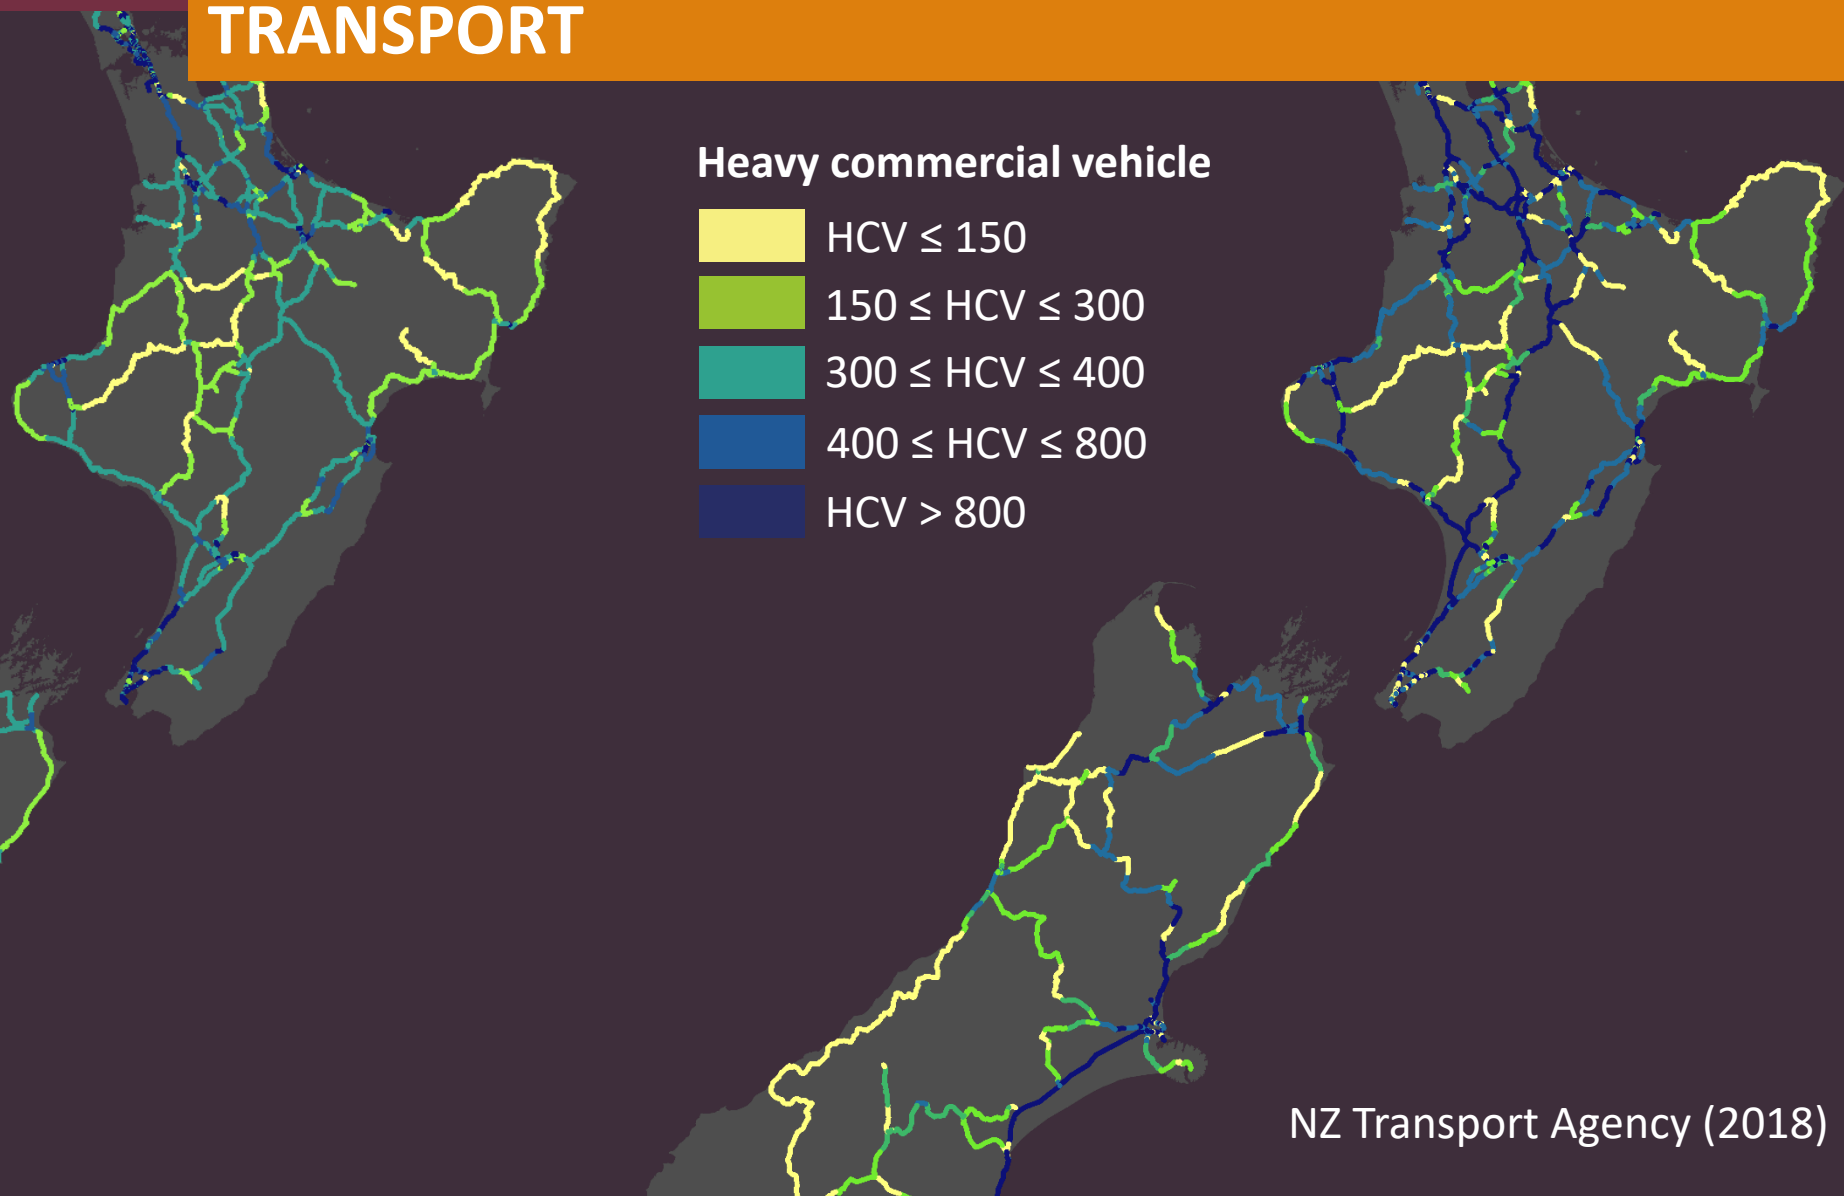 TRANSPORT
Heavy commercial vehicle
HCV ≤ 150
150 ≤ HCV ≤ 300
300 ≤ HCV ≤ 400
400 ≤ HCV ≤ 800
HCV > 800
NZ Transport Agency (2018)